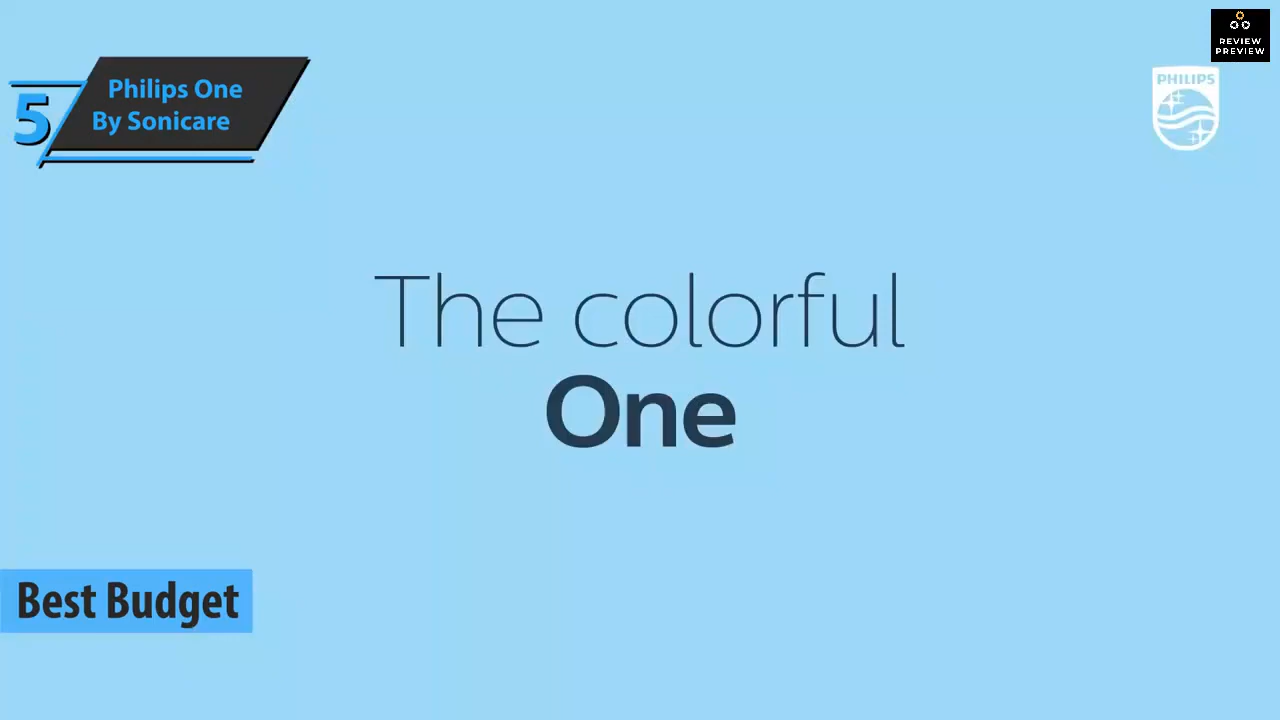 REVIEW
PREVIEW
PHILIPS
5
Philips One
By Sonicare
The colorful
One
Best Budget